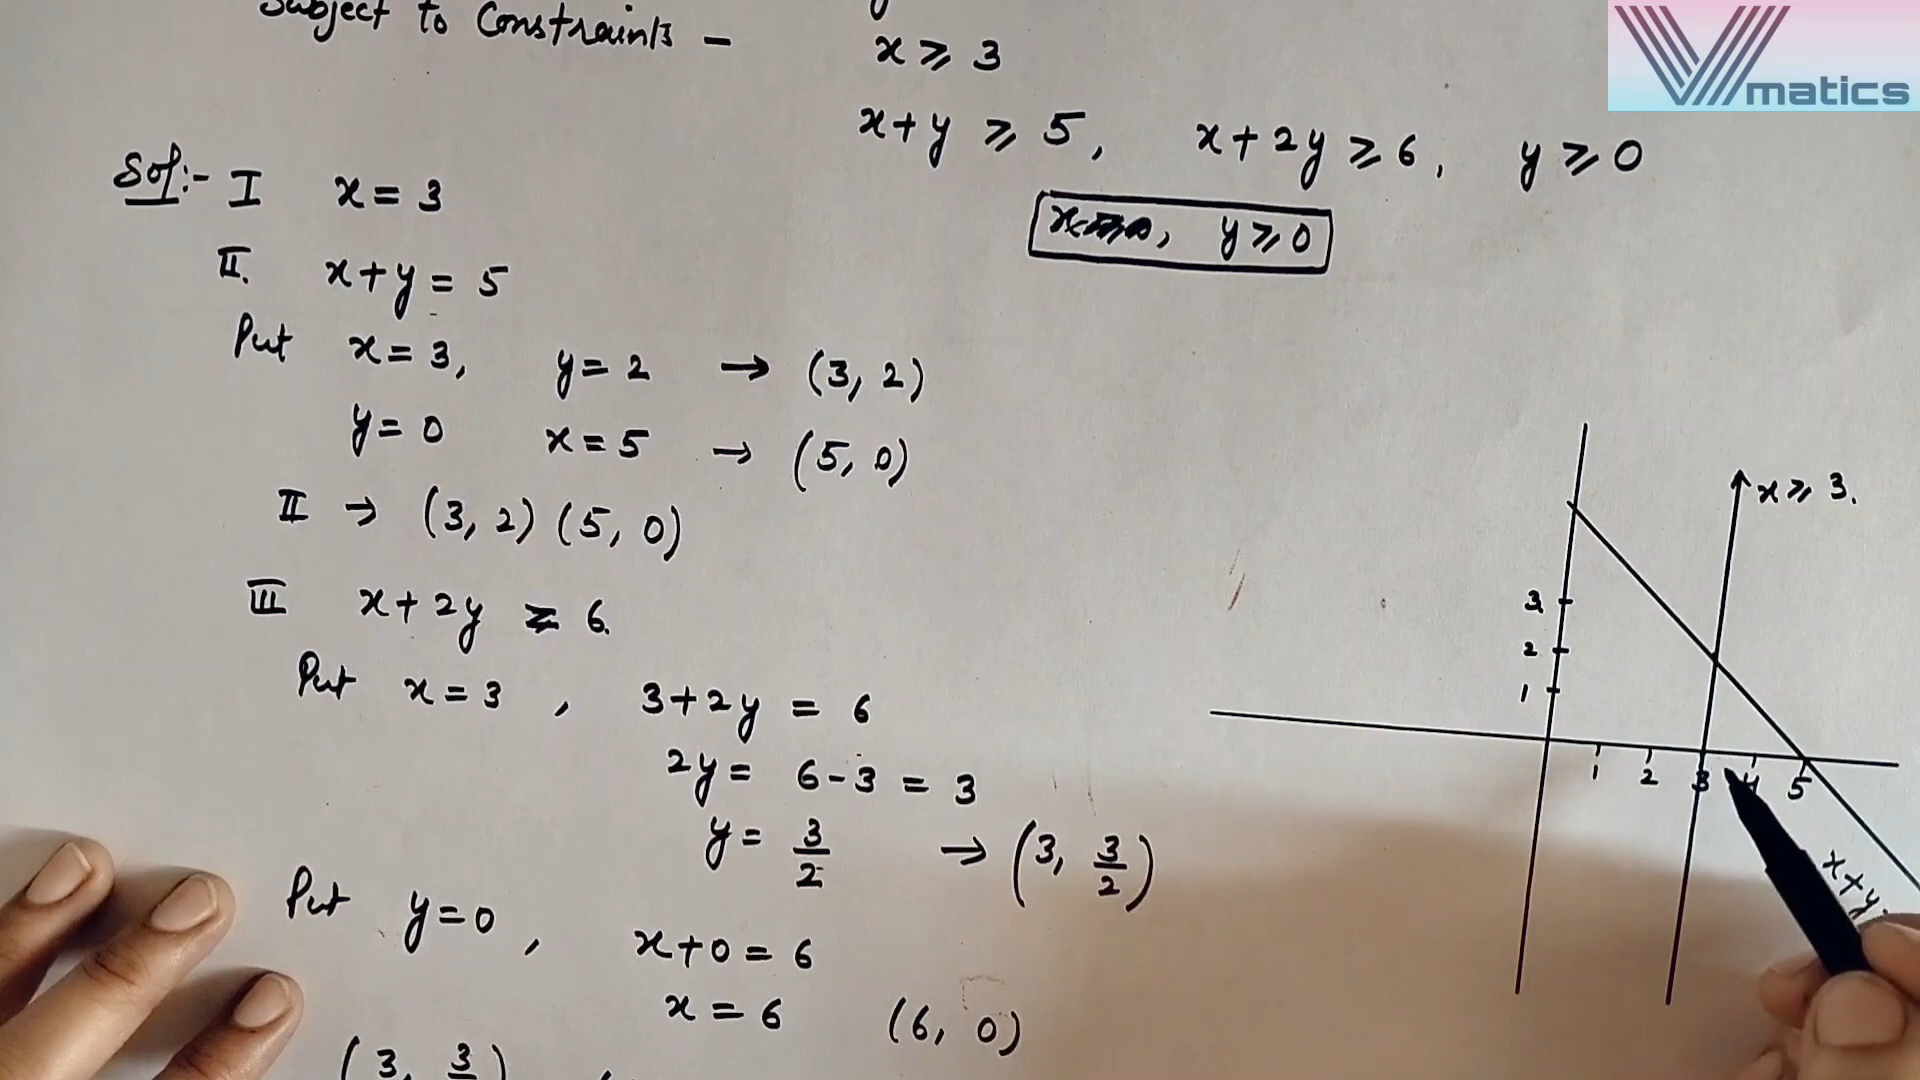 Subject to Constraints -
x ⩾ 3
x + y ⩾ 5, x + 2y ⩾ 6, y ⩾ 0
y ⩾ 0
Sol:- I x = 3
II. x + y = 5
Put x = 3, y = 2 → (3, 2)
y = 0 x = 5 → (5, 0)
II → (3, 2) (5, 0)
III x + 2y = 6.
Put x = 3, 3 + 2y = 6
2y = 6 - 3 = 3
y = 3/2 → (3, 3/2)
Put y = 0, x + 0 = 6
x = 6 (6, 0)
(3, 3
x ⩾ 3.
3
2
1
1 2 3 4 5
x + y
Vmatics